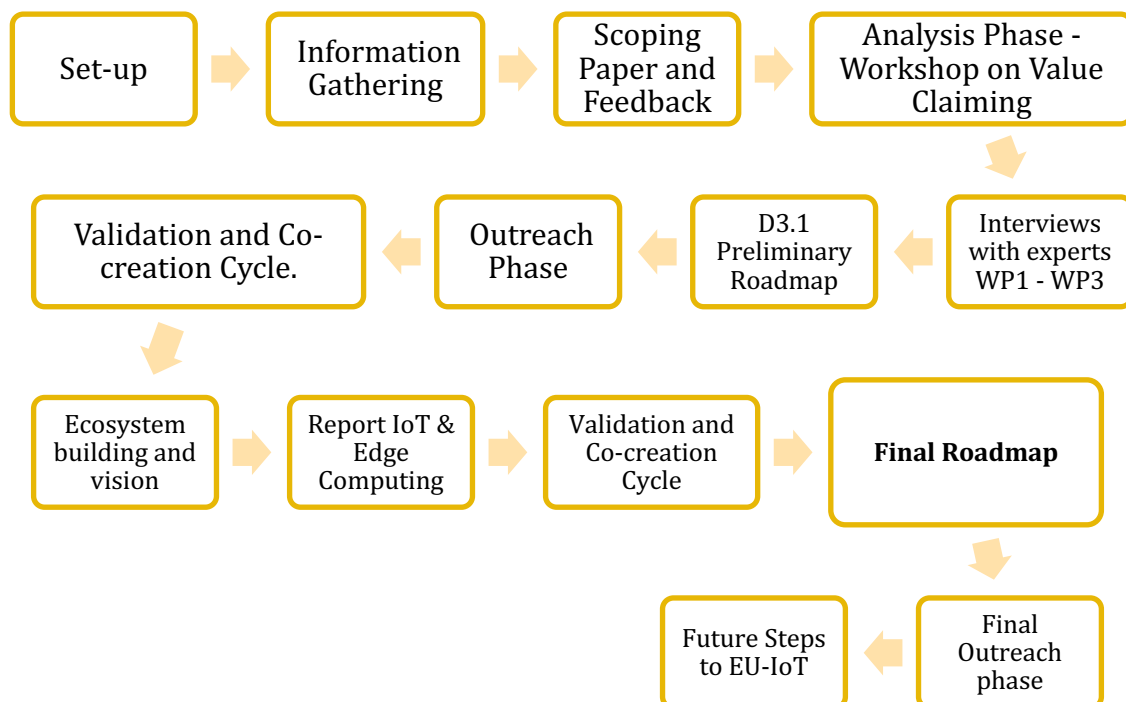 Set-up
Information
Gathering
Scoping
Paper and
Feedback
Analysis Phase -
Workshop on Value
Claiming
Interviews
with experts
WP1 - WP3
D3.1
Preliminary
Roadmap
Outreach
Phase
Validation and Co-
creation Cycle.
Ecosystem
building and
vision
Report IoT &
Edge
Computing
Validation and
Co-creation
Cycle
Final Roadmap
Final
Outreach
phase
Future Steps
to EU-IoT